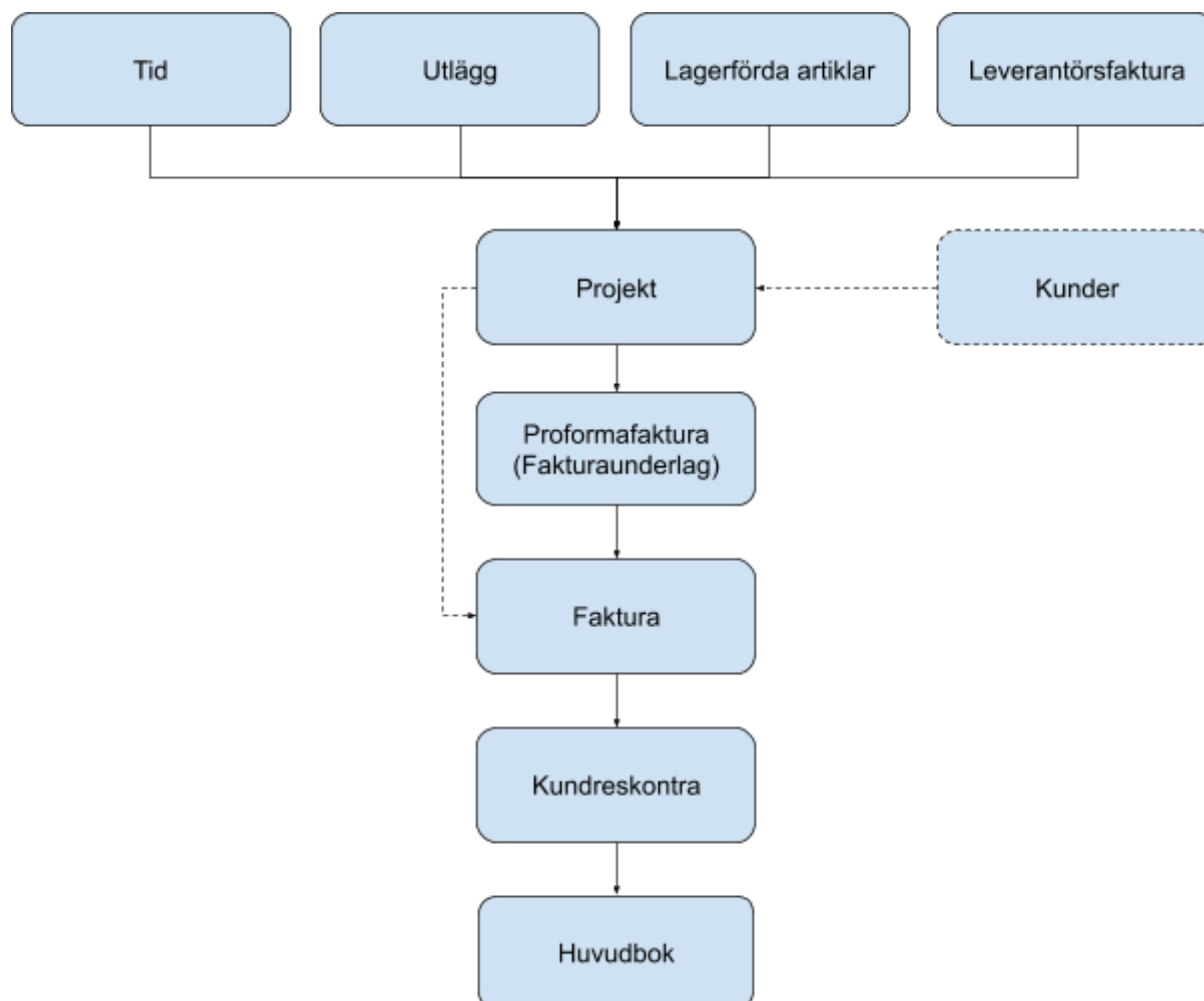 Tid
Utlägg
Lagerförda artiklar
Leverantörsfaktura
Projekt
Kunder
Proformafaktura
(Fakturaunderlag)
Faktura
Kundreskontra
Huvudbok